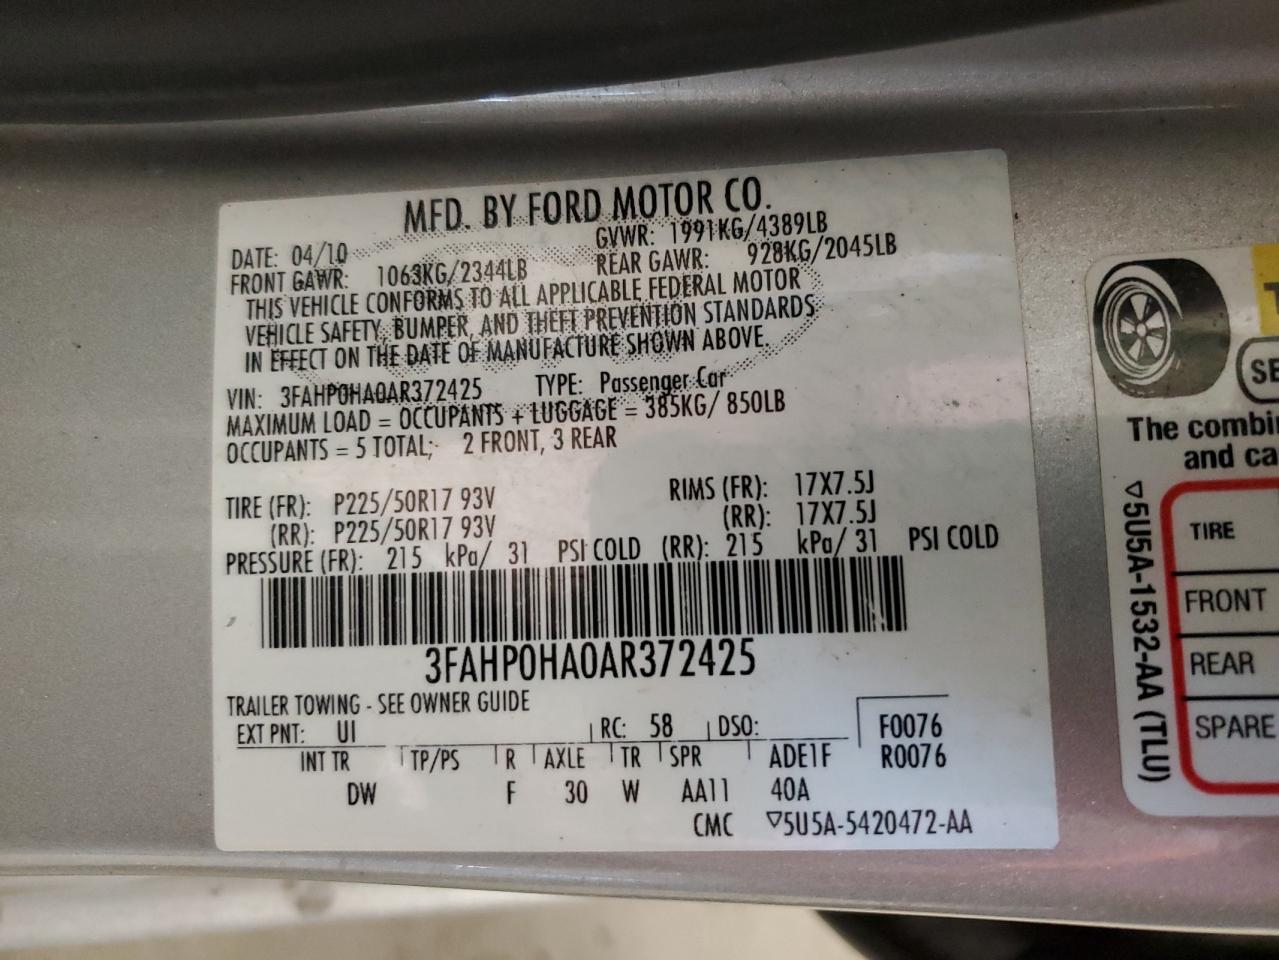 MFD. BY FORD MOTOR CO.
DATE: 04/10 GVWR: 1991KG/4389LB
FRONT GAWR: 1063KG/2344LB REAR GAWR: 928KG/2045LB
THIS VEHICLE CONFORMS TO ALL APPLICABLE FEDERAL MOTOR
VEHICLE SAFETY, BUMPER, AND THEFT PREVENTION STANDARDS
IN EFFECT ON THE DATE OF MANUFACTURE SHOWN ABOVE.
VIN: 3FAHP0HA0AR372425 TYPE: Passenger Car
MAXIMUM LOAD = OCCUPANTS + LUGGAGE = 385KG/ 850LB
OCCUPANTS = 5 TOTAL; 2 FRONT, 3 REAR
TIRE (FR): P225/50R17 93V RIMS (FR): 17X7.5J
(RR): P225/50R17 93V (RR): 17X7.5J
PRESSURE (FR): 215 kPa/ 31 PSI COLD (RR): 215 kPa/ 31 PSI COLD
3FAHP0HA0AR372425
TRAILER TOWING - SEE OWNER GUIDE
EXT PNT: UI RC: 58 DSO: F0076
INT TR TP/PS R AXLE TR SPR ADE1F R0076
DW F 30 W AA11 40A
CMC ▽5U5A-5420472-AA
T
SE
The combi
and ca
▽5U5A-1532-AA (TLU)
TIRE
FRONT
REAR
SPARE